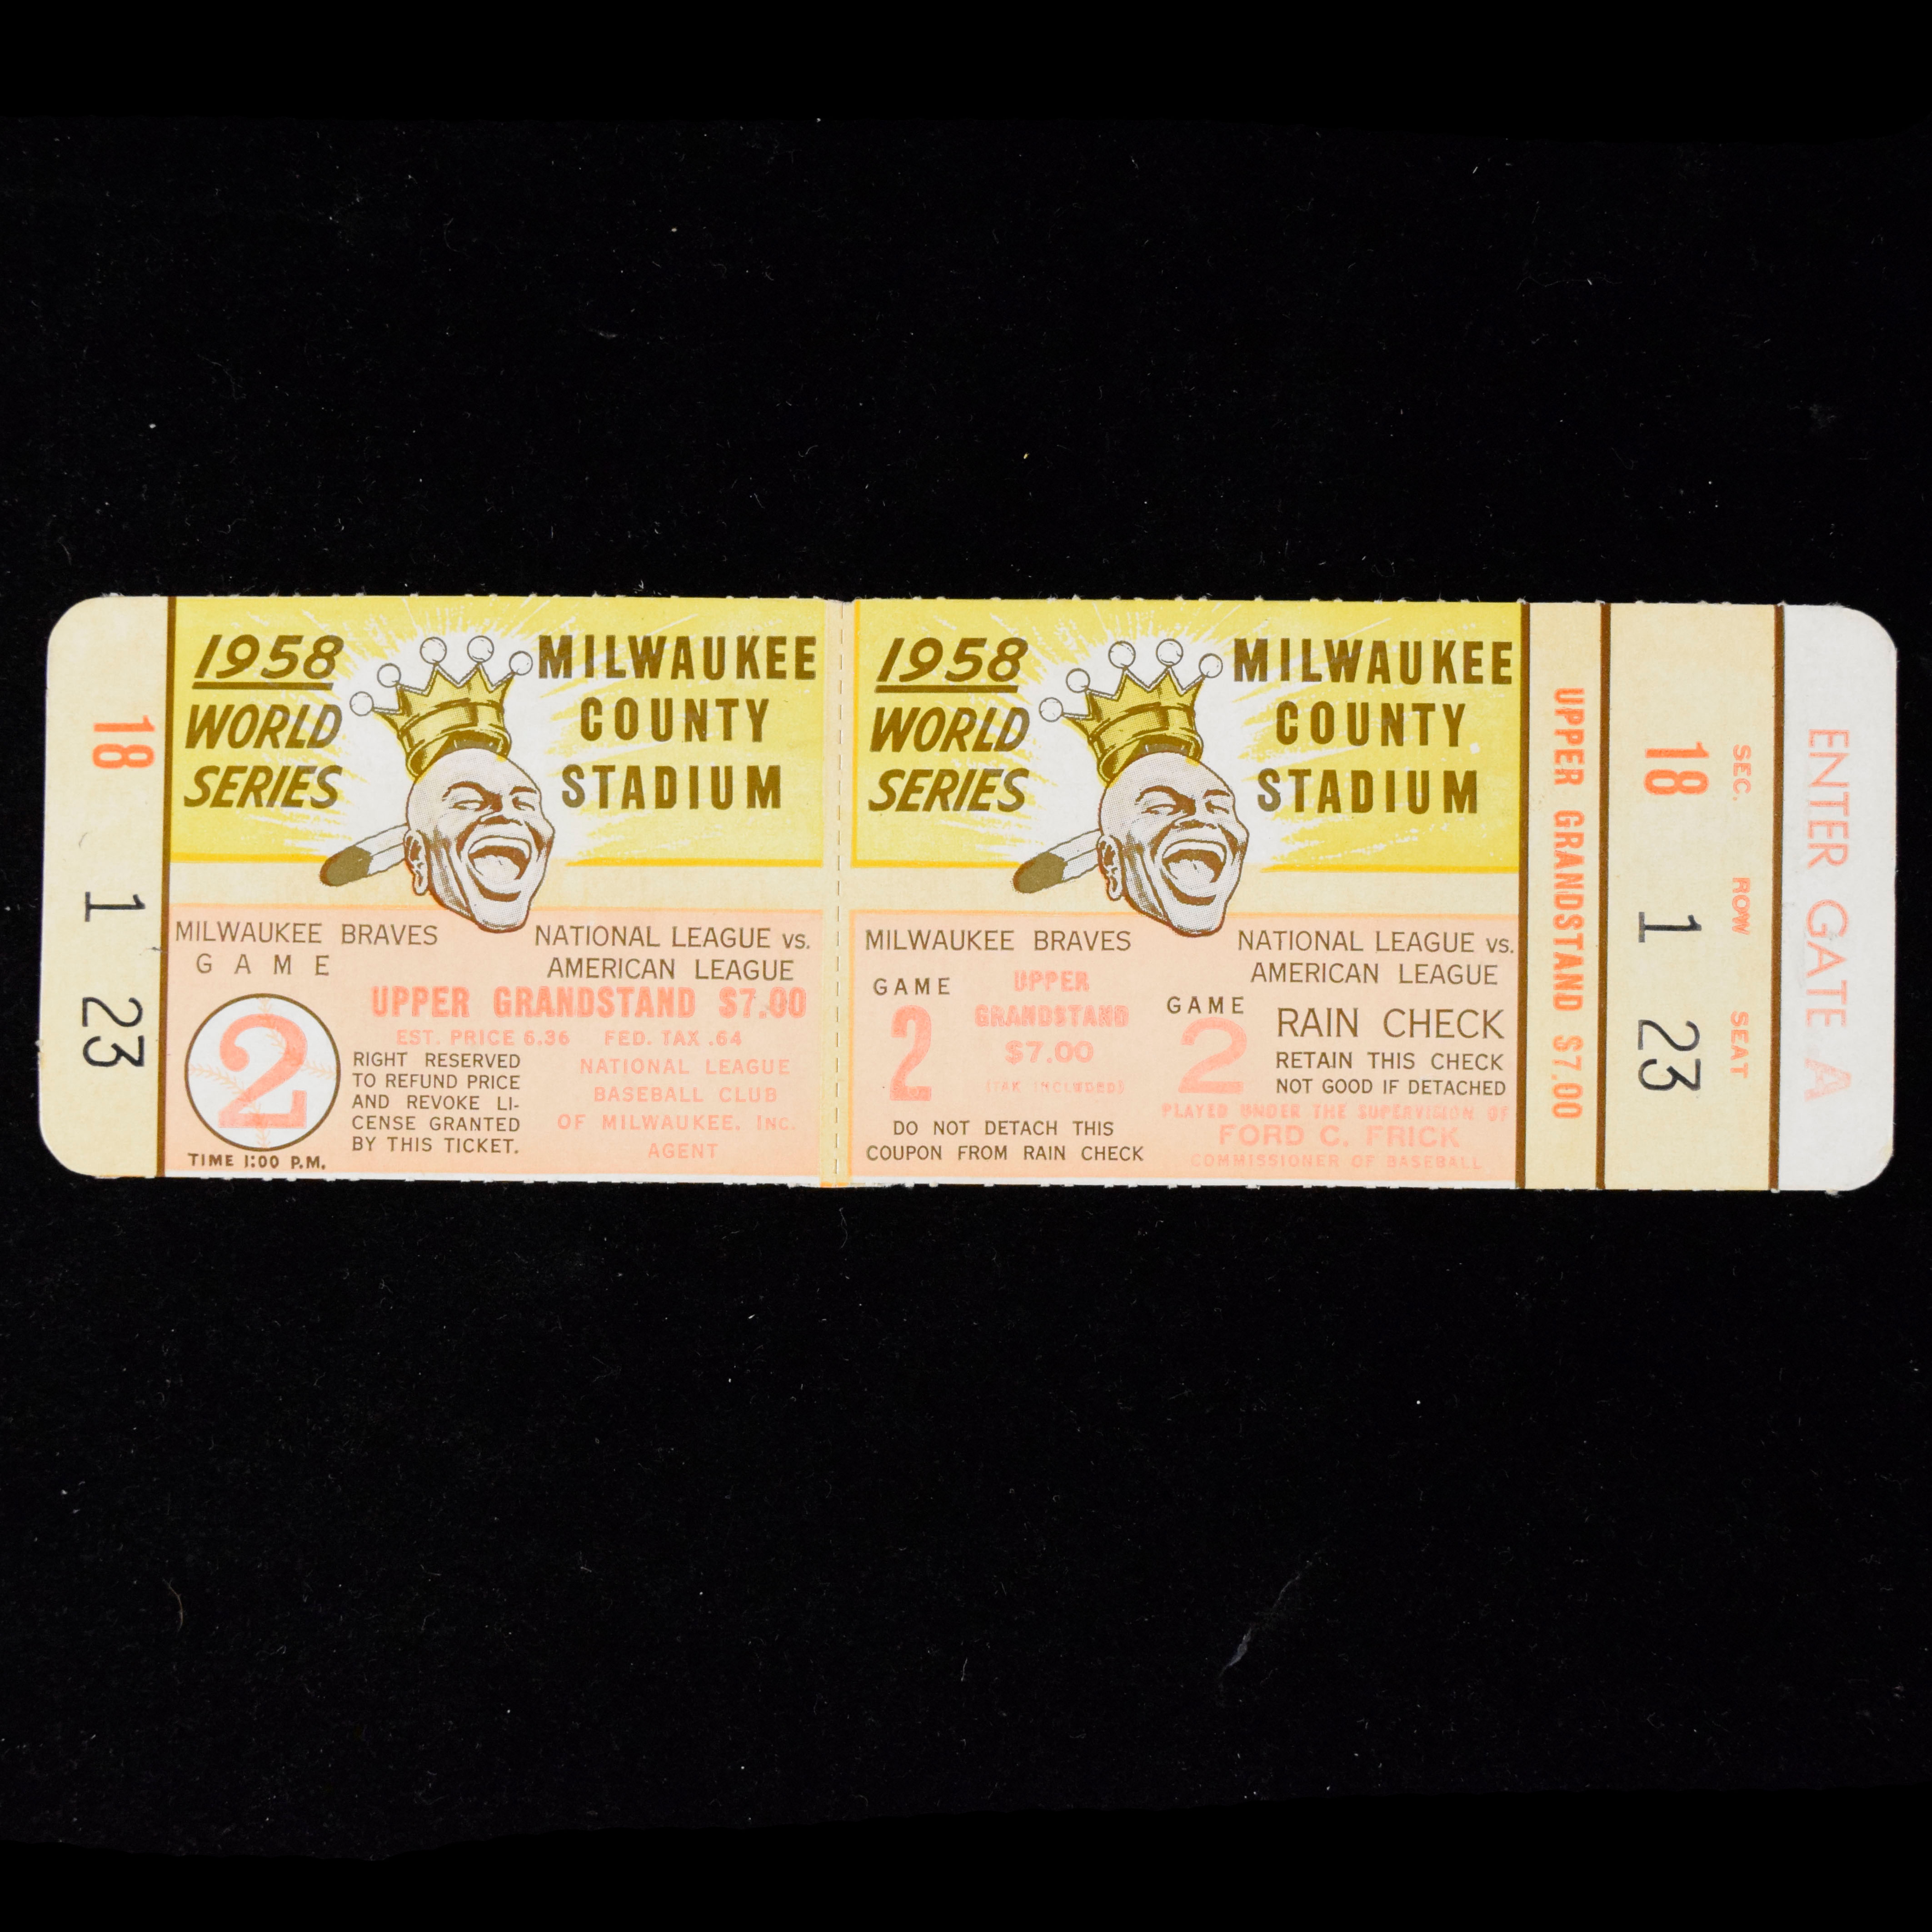 18
1
23
1958
WORLD
SERIES
MILWAUKEE
COUNTY
STADIUM
MILWAUKEE BRAVES
GAME
2
TIME 1:00 P.M.
NATIONAL LEAGUE vs.
AMERICAN LEAGUE
UPPER GRANDSTAND $7.00
EST. PRICE 6.36 FED. TAX .64
RIGHT RESERVED
TO REFUND PRICE
AND REVOKE LI-
CENSE GRANTED
BY THIS TICKET.
NATIONAL LEAGUE
BASEBALL CLUB
OF MILWAUKEE, INC.
AGENT
1958
WORLD
SERIES
MILWAUKEE
COUNTY
STADIUM
MILWAUKEE BRAVES
NATIONAL LEAGUE vs.
AMERICAN LEAGUE
GAME
2
UPPER
GRANDSTAND
$7.00
(TAX INCLUDED)
DO NOT DETACH THIS
COUPON FROM RAIN CHECK
GAME
2
RAIN CHECK
RETAIN THIS CHECK
NOT GOOD IF DETACHED
PLAYED UNDER THE SUPERVISION OF
FORD C. FRICK
COMMISSIONER OF BASEBALL
UPPER GRANDSTAND $7.00
SEC. ROW SEAT
18 1 23
ENTER GATE A